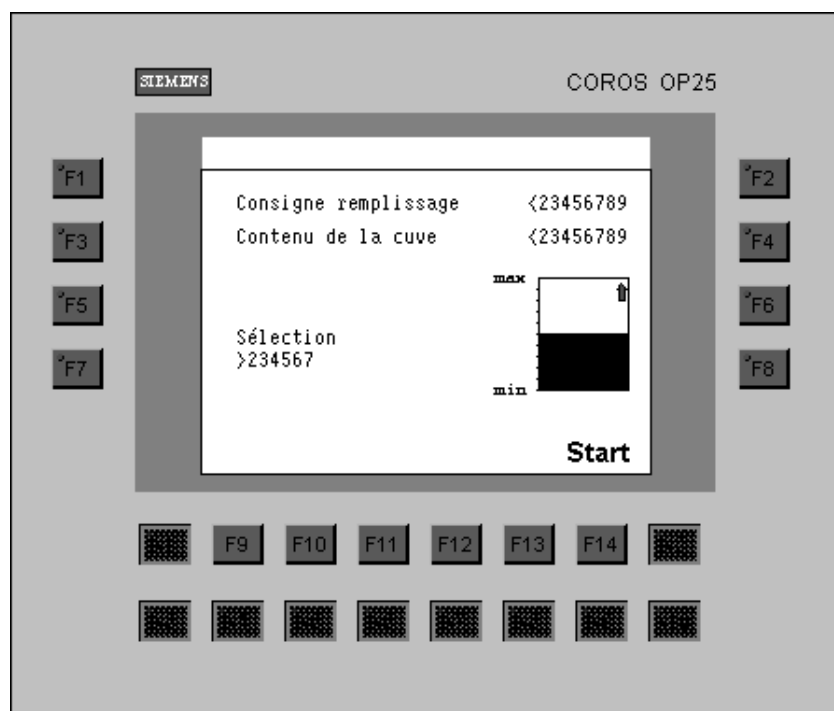 SIEMENS COROS OP25
F1 F2
Consigne remplissage <23456789
F3 Contenu de la cuve <23456789 F4
max
F5 F6
Sélection
>234567
F7 F8
min
Start
F9 F10 F11 F12 F13 F14